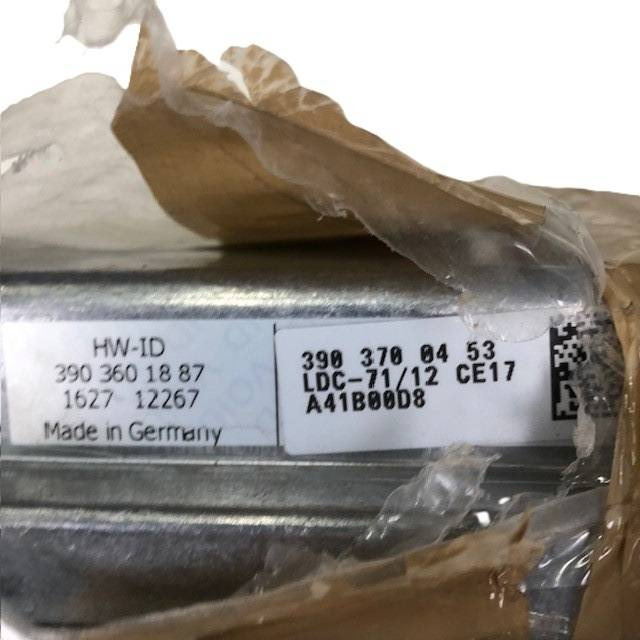 HW-ID
390 360 18 87
1627 12267
Made in Germany
390 370 04 53
LDC-71/12 CE17
A41B00D8